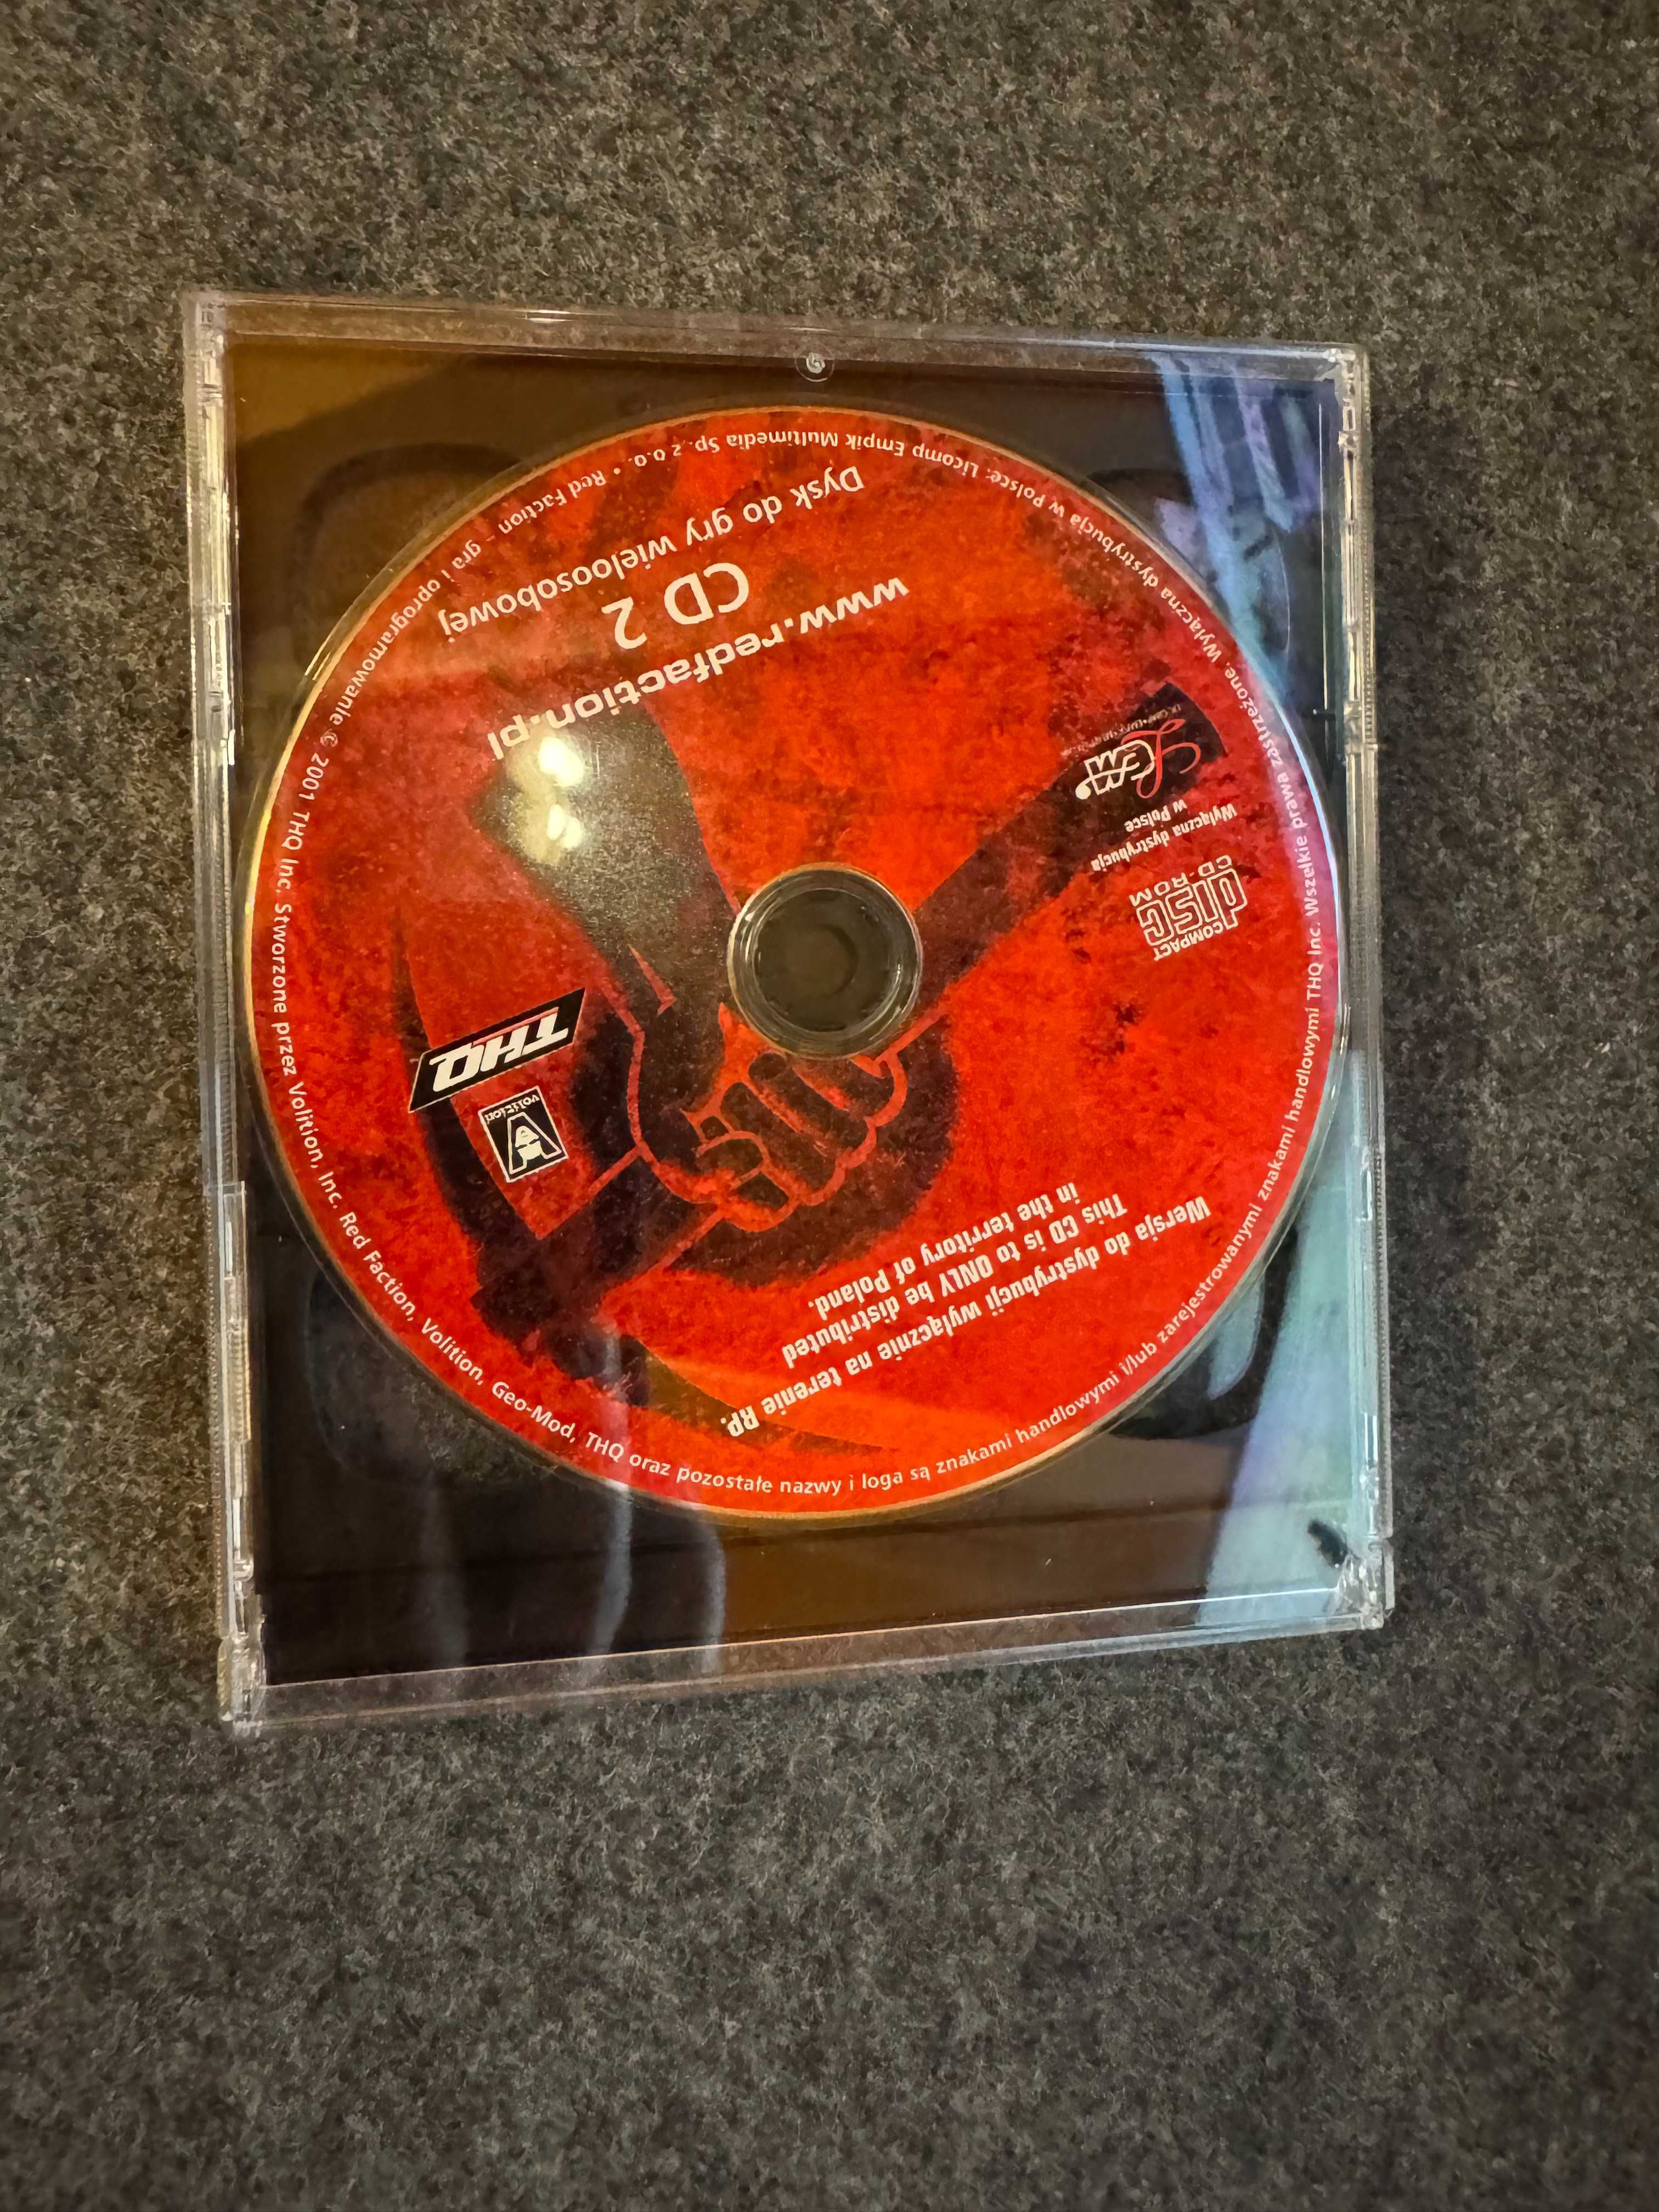 Wersja do dystrybucji wyłącznie na terenie RP.
This CD is to ONLY be distributed
in the territory of Poland.
COMPACT
disc
CD-ROM
Wyłączna dystrybucja
w Polsce
LEM
volition
THQ
www.redfaction.pl
CD 2
Dysk do gry wieloosobowej
Red Faction – gra i oprogramowanie © 2001 THQ Inc. Stworzone przez Volition, Inc. Red Faction, Volition, Geo-Mod, THQ oraz pozostałe nazwy i loga są znakami handlowymi i/lub zarejestrowanymi znakami handlowymi THQ Inc. Wszelkie prawa zastrzeżone. Wyłączna dystrybucja w Polsce: Licomp Empik Multimedia Sp. z o.o. •